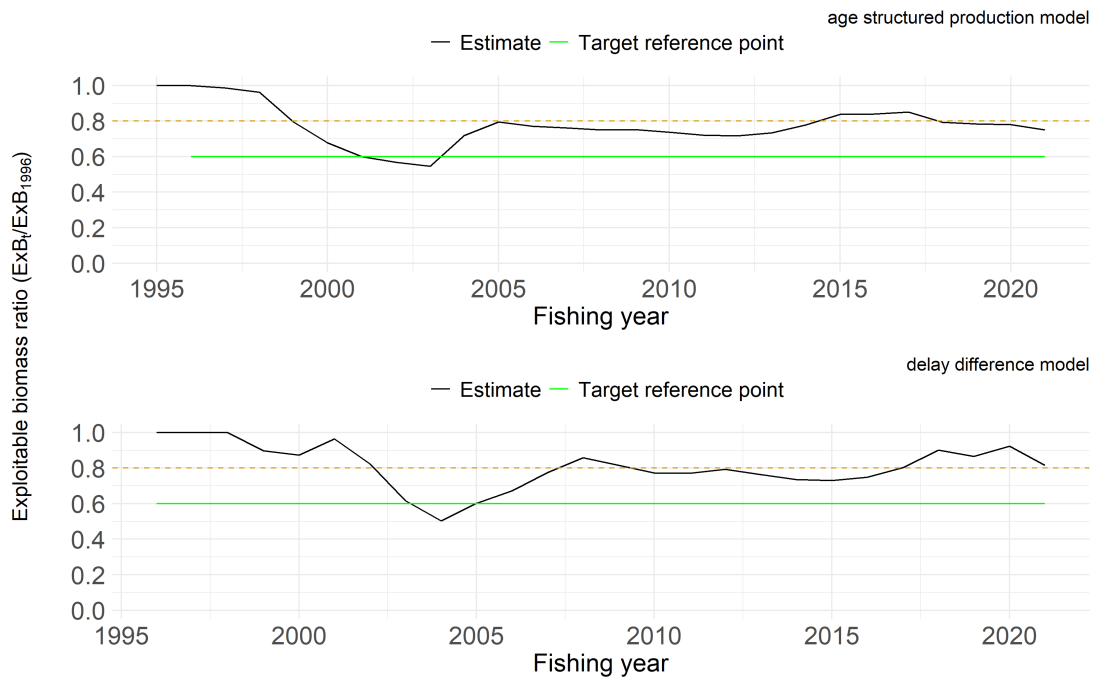 Exploitable biomass ratio (ExBt/ExB1996)
age structured production model
Estimate Target reference point
1.0
0.8
0.6
0.4
0.2
0.0
1995 2000 2005 2010 2015 2020
Fishing year
delay difference model
Estimate Target reference point
1.0
0.8
0.6
0.4
0.2
0.0
1995 2000 2005 2010 2015 2020
Fishing year